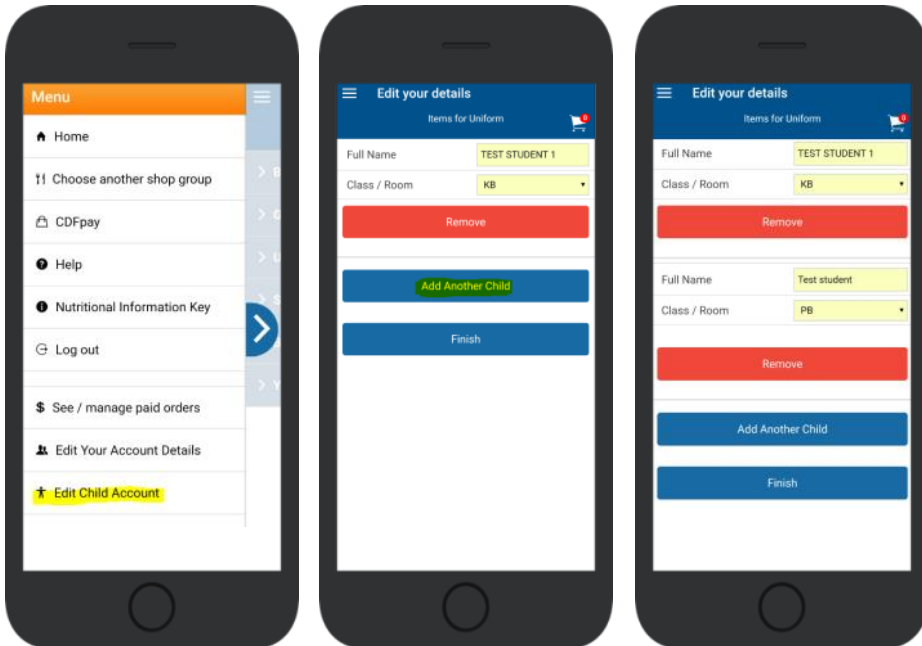 Menu
Home
Choose another shop group
CDFpay
Help
Nutritional Information Key
Log out
$ See / manage paid orders
Edit Your Account Details
Edit Child Account
Edit your details
Items for Uniform
0
Full Name TEST STUDENT 1
Class / Room KB
Remove
Add Another Child
Finish
Edit your details
Items for Uniform
0
Full Name TEST STUDENT 1
Class / Room KB
Remove
Full Name Test student
Class / Room PB
Remove
Add Another Child
Finish